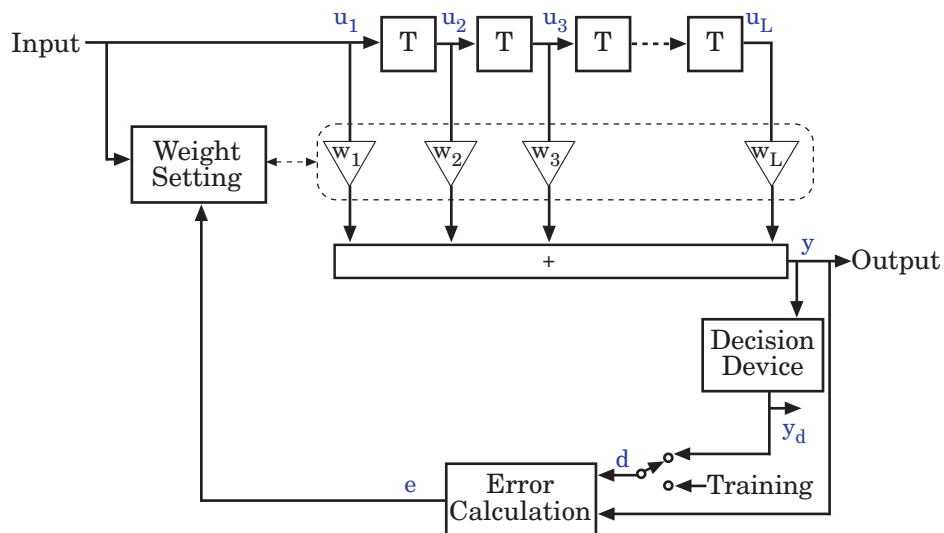 u1 u2 u3 uL
Input T T T T
w1 w2 w3 wL
Weight
Setting
y
+ Output
Decision
Device
yd
d
e Error Training
Calculation